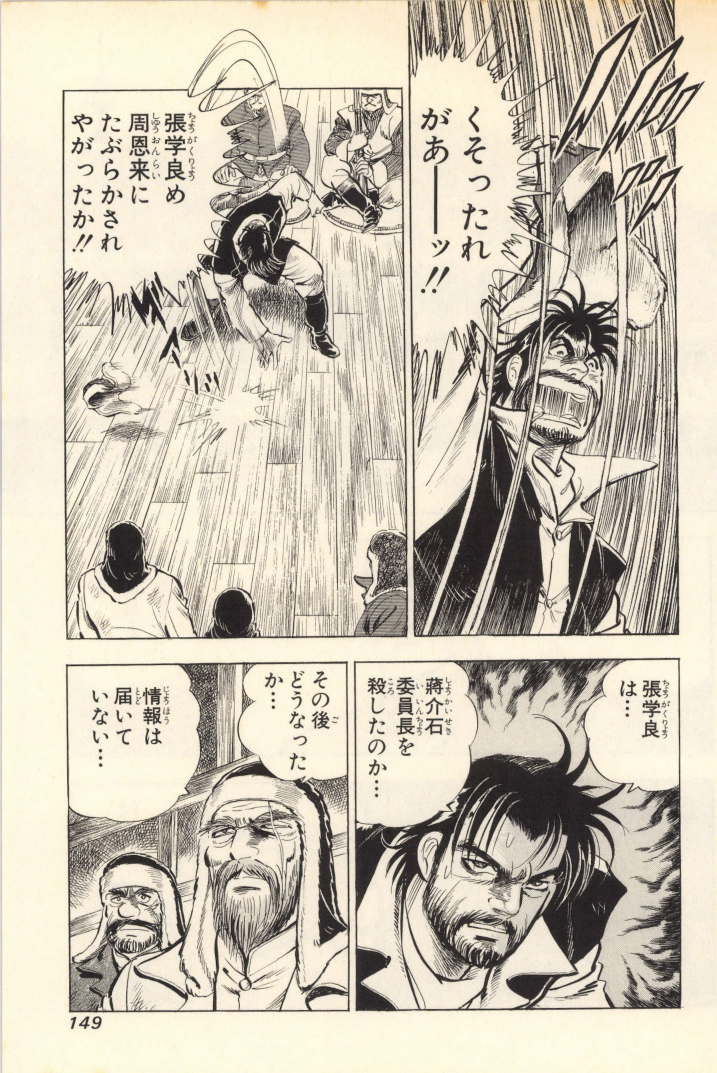 くそったれ
があーーッ!!
張学良め
周恩来に
たぶらかされ
やがったか!!
張学良
は…
蔣介石
委員長を
殺したのか…
その後
どうなった
か…
情報は
届いて
いない…
149